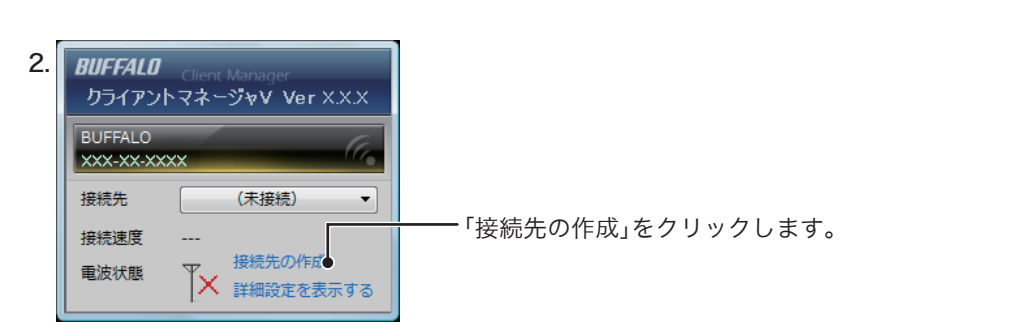 2.
BUFFALO Client Manager
クライアントマネージャV Ver X.X.X
BUFFALO
XXX-XX-XXXX
接続先 (未接続)
接続速度 ---
電波状態
接続先の作成
詳細設定を表示する
「接続先の作成」をクリックします。